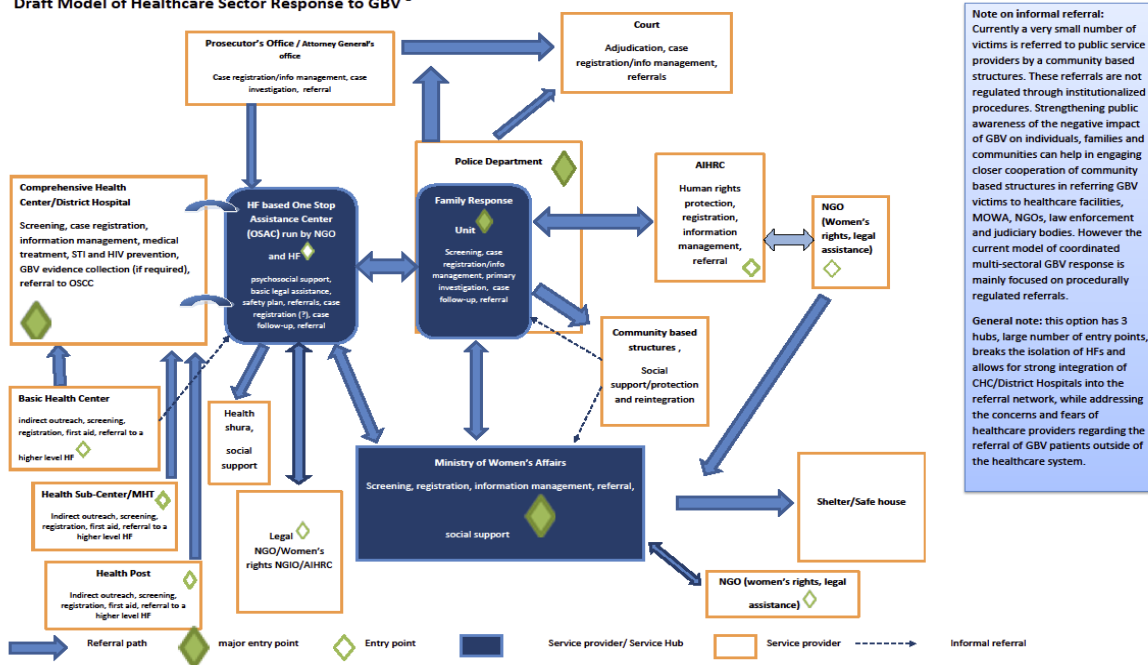 Draft Model of Healthcare Sector Response to GBV
Prosecutor's Office / Attorney General's
office
Case registration/info management, case
investigation, referral
Court
Adjudication, case
registration/info management,
referrals
Police Department
Comprehensive Health
Center/District Hospital
Screening, case registration,
information management, medical
treatment, STI and HIV prevention,
GBV evidence collection (if required),
referral to OSCC
HF based One Stop
Assistance Center
(OSAC) run by NGO
and HF
psychosocial support,
basic legal assistance,
safety plan, referrals, case
registration (?), case
follow-up, referral
Family Response
Unit
Screening, case
registration/info
management, primary
investigation, case
follow-up, referral
AIHRC
Human rights
protection,
registration,
information
management,
referral
NGO
(Women's
rights, legal
assistance)
Community based
structures ,
Social
support/protection
and reintegration
Basic Health Center
indirect outreach, screening,
registration, first aid, referral to a
higher level HF
Health
shura,
social
support
Health Sub-Center/MHT
Indirect outreach, screening,
registration, first aid, referral to a
higher level HF
Health Post
Indirect outreach, screening,
registration, first aid, referral to a
higher level HF
Legal
NGO/Women's
rights NGIO/AIHRC
Ministry of Women's Affairs
Screening, registration, information management, referral,
social support
Shelter/Safe house
NGO (women's rights, legal
assistance)
Referral path
major entry point
Entry point
Service provider/ Service Hub
Service provider
Informal referral
Note on informal referral:
Currently a very small number of
victims is referred to public service
providers by a community based
structures. These referrals are not
regulated through institutionalized
procedures. Strengthening public
awareness of the negative impact
of GBV on individuals, families and
communities can help in engaging
closer cooperation of community
based structures in referring GBV
victims to healthcare facilities,
MOWA, NGOs, law enforcement
and judiciary bodies. However the
current model of coordinated
multi-sectoral GBV response is
mainly focused on procedurally
regulated referrals.
General note: this option has 3
hubs, large number of entry points,
breaks the isolation of HFs and
allows for strong integration of
CHC/District Hospitals into the
referral network, while addressing
the concerns and fears of
healthcare providers regarding the
referral of GBV patients outside of
the healthcare system.